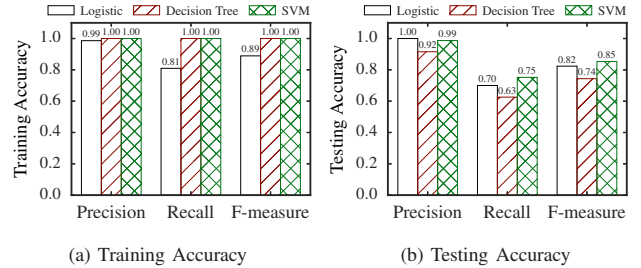 Logistic Decision Tree SVM
Training Accuracy
1.0
0.8
0.6
0.4
0.2
0.0
0.99 1.00 1.00
0.81 1.00 1.00
0.89 1.00 1.00
Precision Recall F-measure
(a) Training Accuracy
Logistic Decision Tree SVM
Testing Accuracy
1.0
0.8
0.6
0.4
0.2
0.0
1.00 0.92 0.99
0.70 0.63 0.75
0.82 0.74 0.85
Precision Recall F-measure
(b) Testing Accuracy